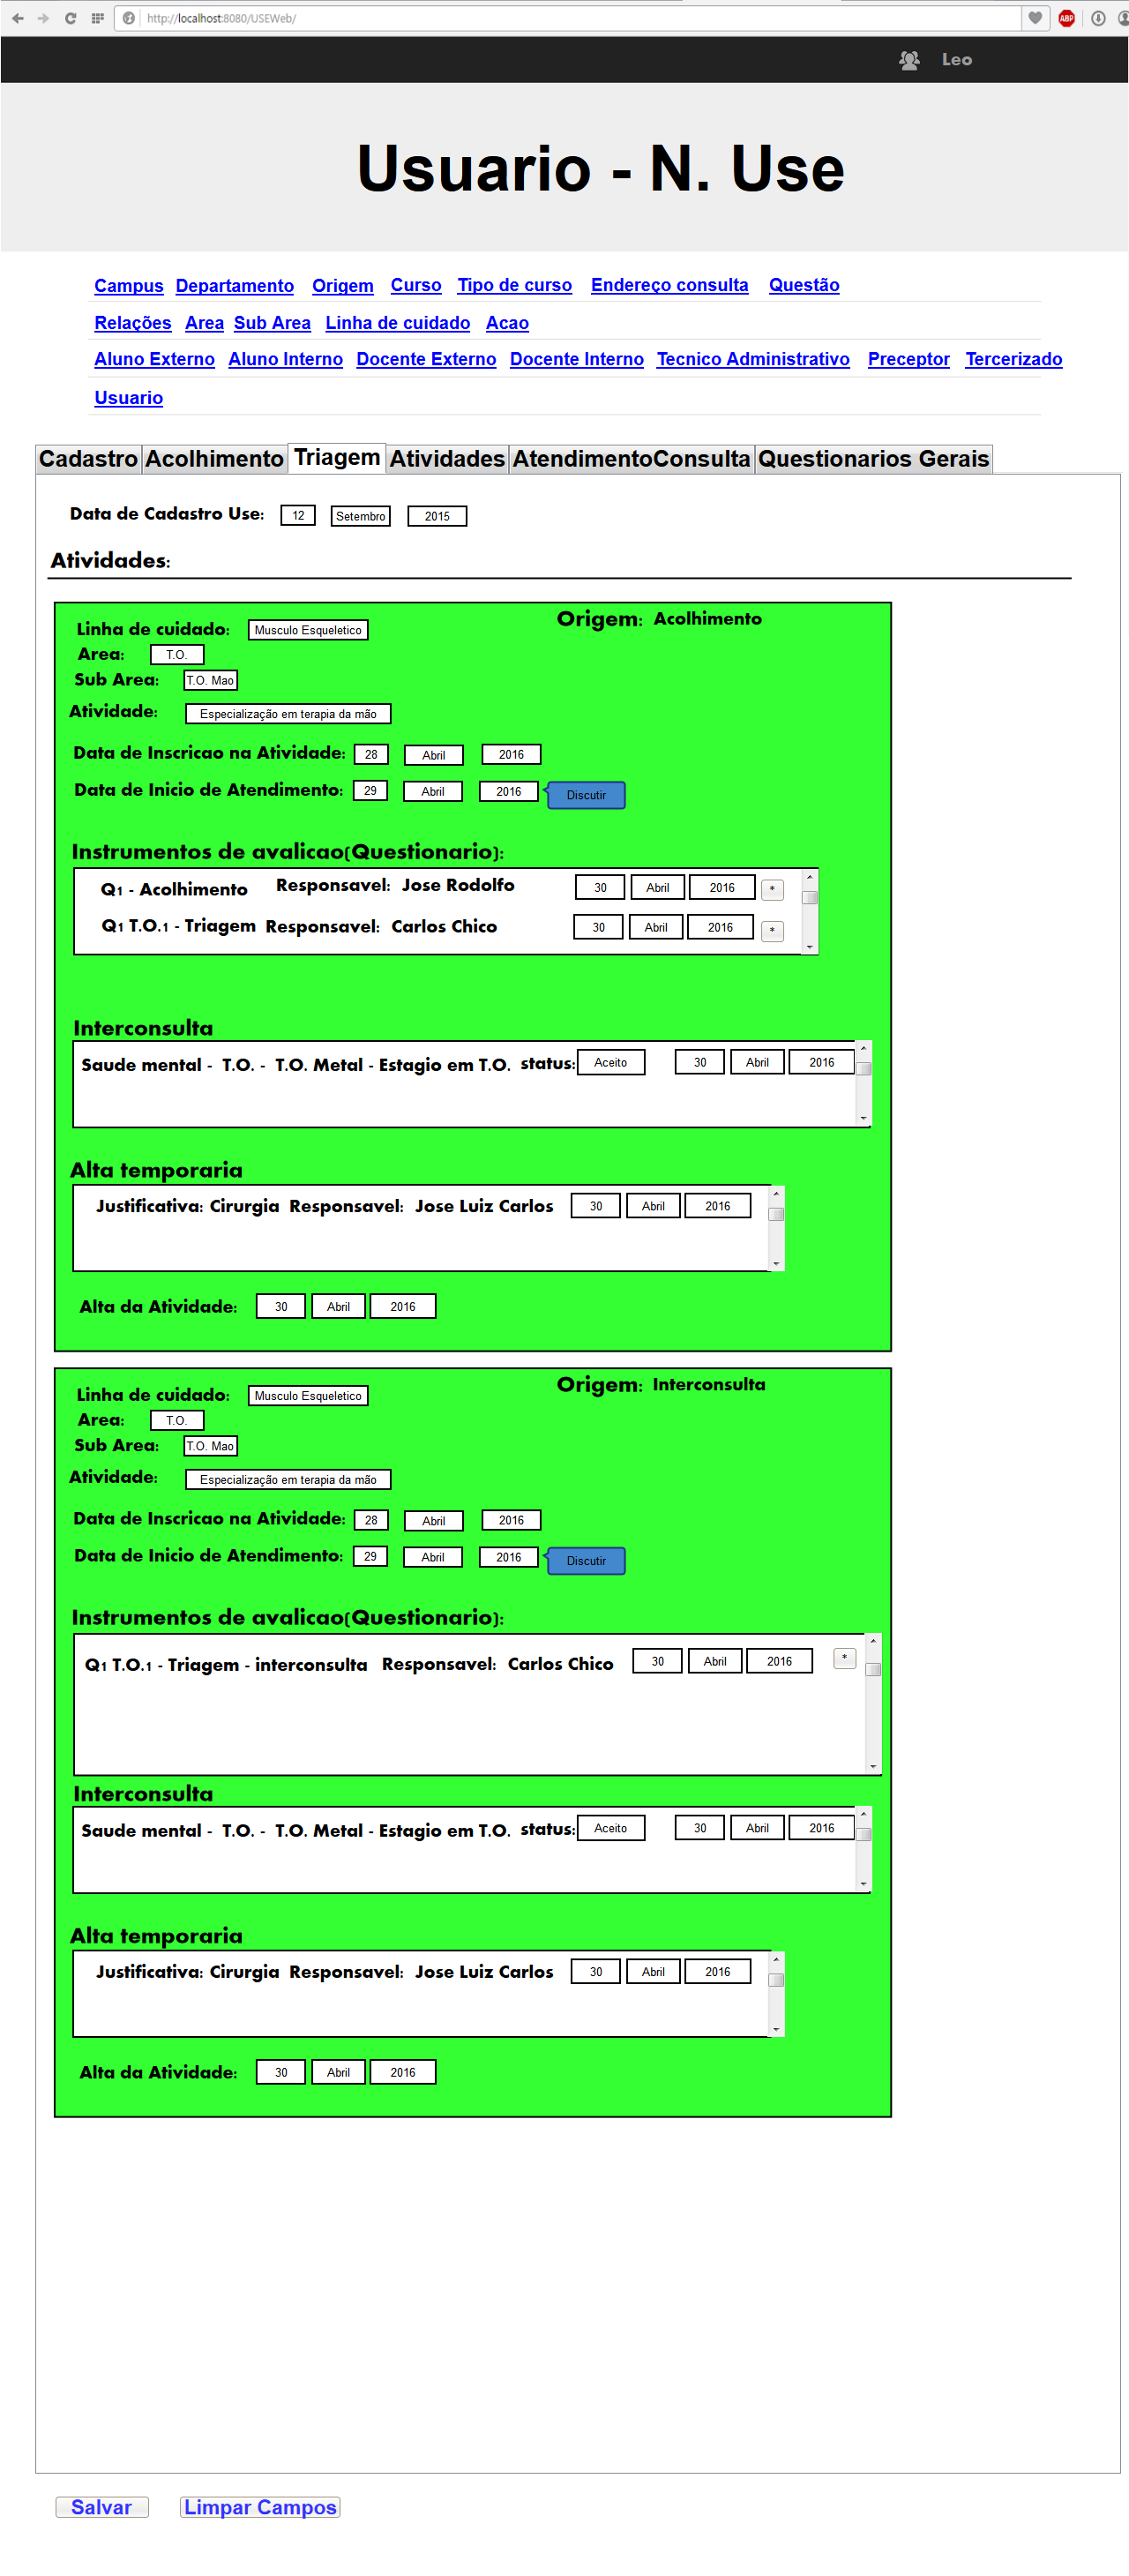 http://localhost:8080/USEWeb/
ABP
Leo
Usuario - N. Use
Campus Departamento Origem Curso Tipo de curso Endereço consulta Questão
Relações Area Sub Area Linha de cuidado Acao
Aluno Externo Aluno Interno Docente Externo Docente Interno Tecnico Administrativo Preceptor Tercerizado
Usuario
Cadastro Acolhimento Triagem Atividades AtendimentoConsulta Questionarios Gerais
Data de Cadastro Use: 12 Setembro 2015
Atividades:
Origem: Acolhimento
Linha de cuidado: Musculo Esqueletico
Area: T.O.
Sub Area: T.O. Mao
Atividade: Especialização em terapia da mão
Data de Inscricao na Atividade: 28 Abril 2016
Data de Inicio de Atendimento: 29 Abril 2016 Discutir
Instrumentos de avalicao(Questionario):
Q1 - Acolhimento Responsavel: Jose Rodolfo 30 Abril 2016 *
Q1 T.O.1 - Triagem Responsavel: Carlos Chico 30 Abril 2016 *
Interconsulta
Saude mental - T.O. - T.O. Metal - Estagio em T.O. status: Aceito 30 Abril 2016
Alta temporaria
Justificativa: Cirurgia Responsavel: Jose Luiz Carlos 30 Abril 2016
Alta da Atividade: 30 Abril 2016
Origem: Interconsulta
Linha de cuidado: Musculo Esqueletico
Area: T.O.
Sub Area: T.O. Mao
Atividade: Especialização em terapia da mão
Data de Inscricao na Atividade: 28 Abril 2016
Data de Inicio de Atendimento: 29 Abril 2016 Discutir
Instrumentos de avalicao(Questionario):
Q1 T.O.1 - Triagem - interconsulta Responsavel: Carlos Chico 30 Abril 2016 *
Interconsulta
Saude mental - T.O. - T.O. Metal - Estagio em T.O. status: Aceito 30 Abril 2016
Alta temporaria
Justificativa: Cirurgia Responsavel: Jose Luiz Carlos 30 Abril 2016
Alta da Atividade: 30 Abril 2016
Salvar Limpar Campos